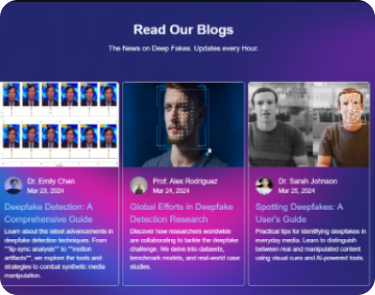 Read Our Blogs
The News on Deep Fakes. Updates every Hour.
Dr. Emily Chen
Mar 23, 2024
Deepfake Detection: A
Comprehensive Guide
Learn about the latest advancements in
deepfake detection techniques. From
**lip-sync analysis** to **motion
artifacts**, we explore the tools and
strategies to combat synthetic media
manipulation.
Prof. Alex Rodriguez
Mar 24, 2024
Global Efforts in Deepfake
Detection Research
Discover how researchers worldwide
are collaborating to tackle the deepfake
challenge. We delve into datasets,
benchmark models, and real-world case
studies.
Dr. Sarah Johnson
Mar 25, 2024
Spotting Deepfakes: A
User's Guide
Practical tips for identifying deepfakes in
everyday media. Learn to distinguish
between real and manipulated content
using visual cues and AI-powered tools.